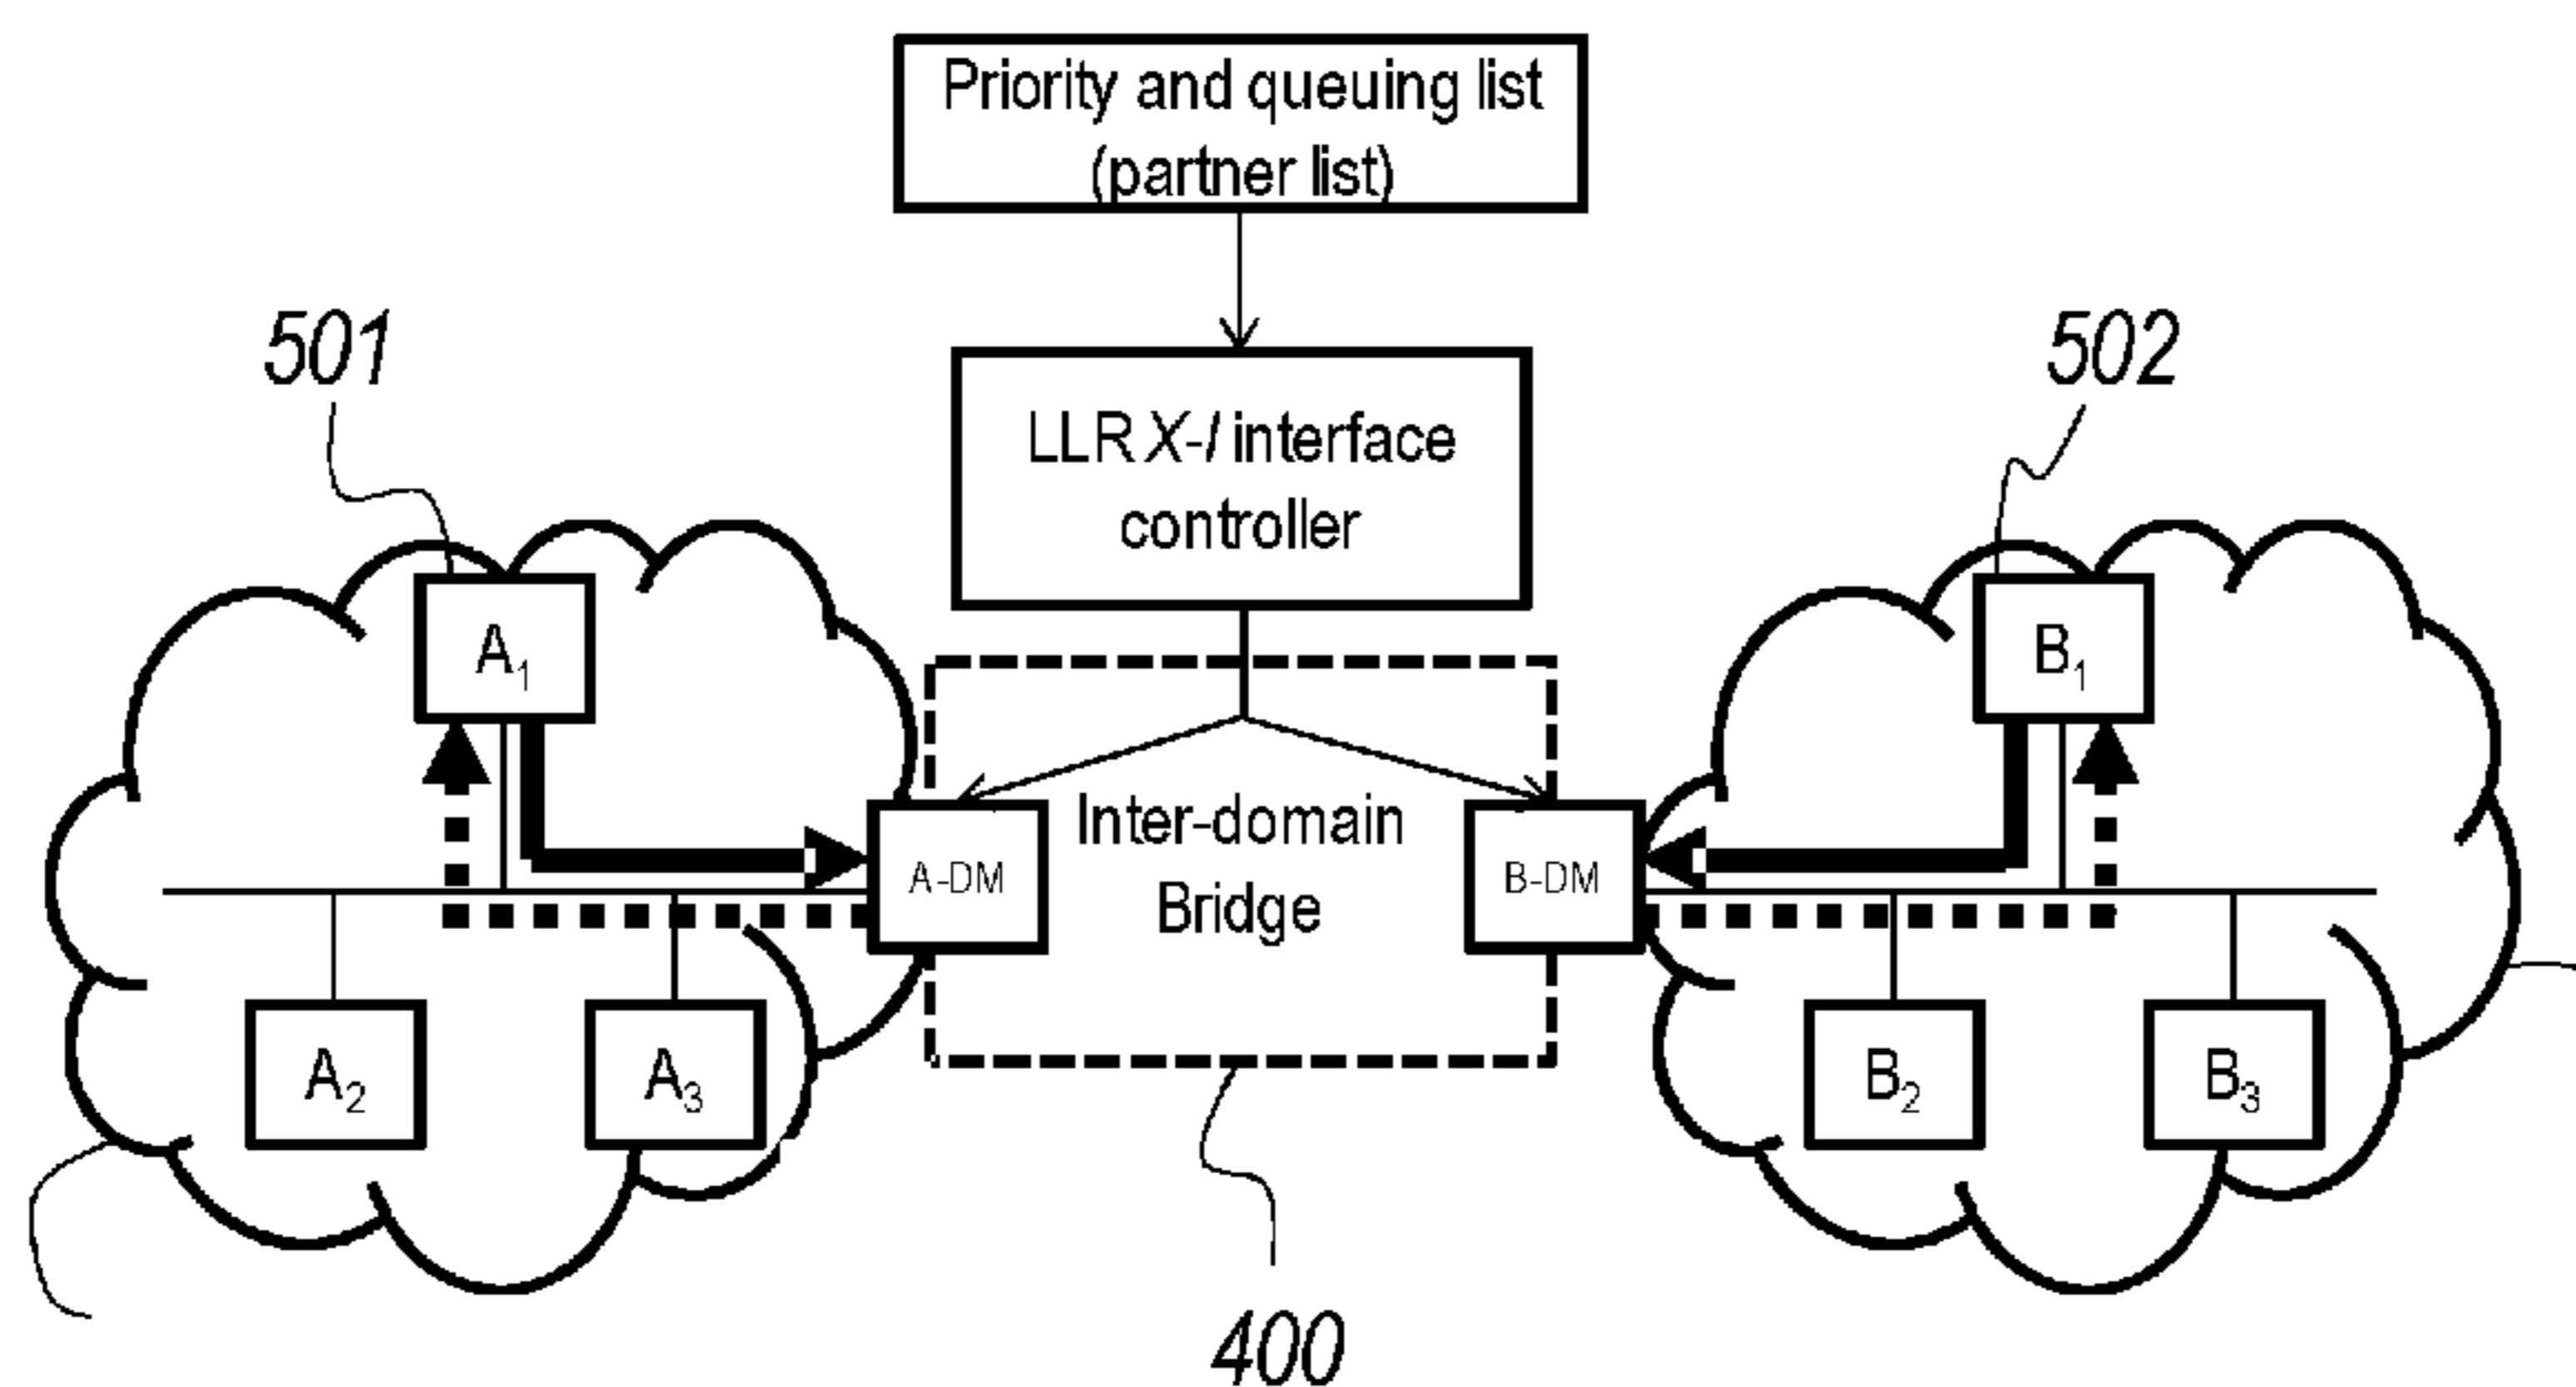 Priority and queuing list
(partner list)
501
502
LLR X-I interface
controller
A1
B1
Inter-domain
Bridge
A-DM
B-DM
A2
A3
B2
B3
400